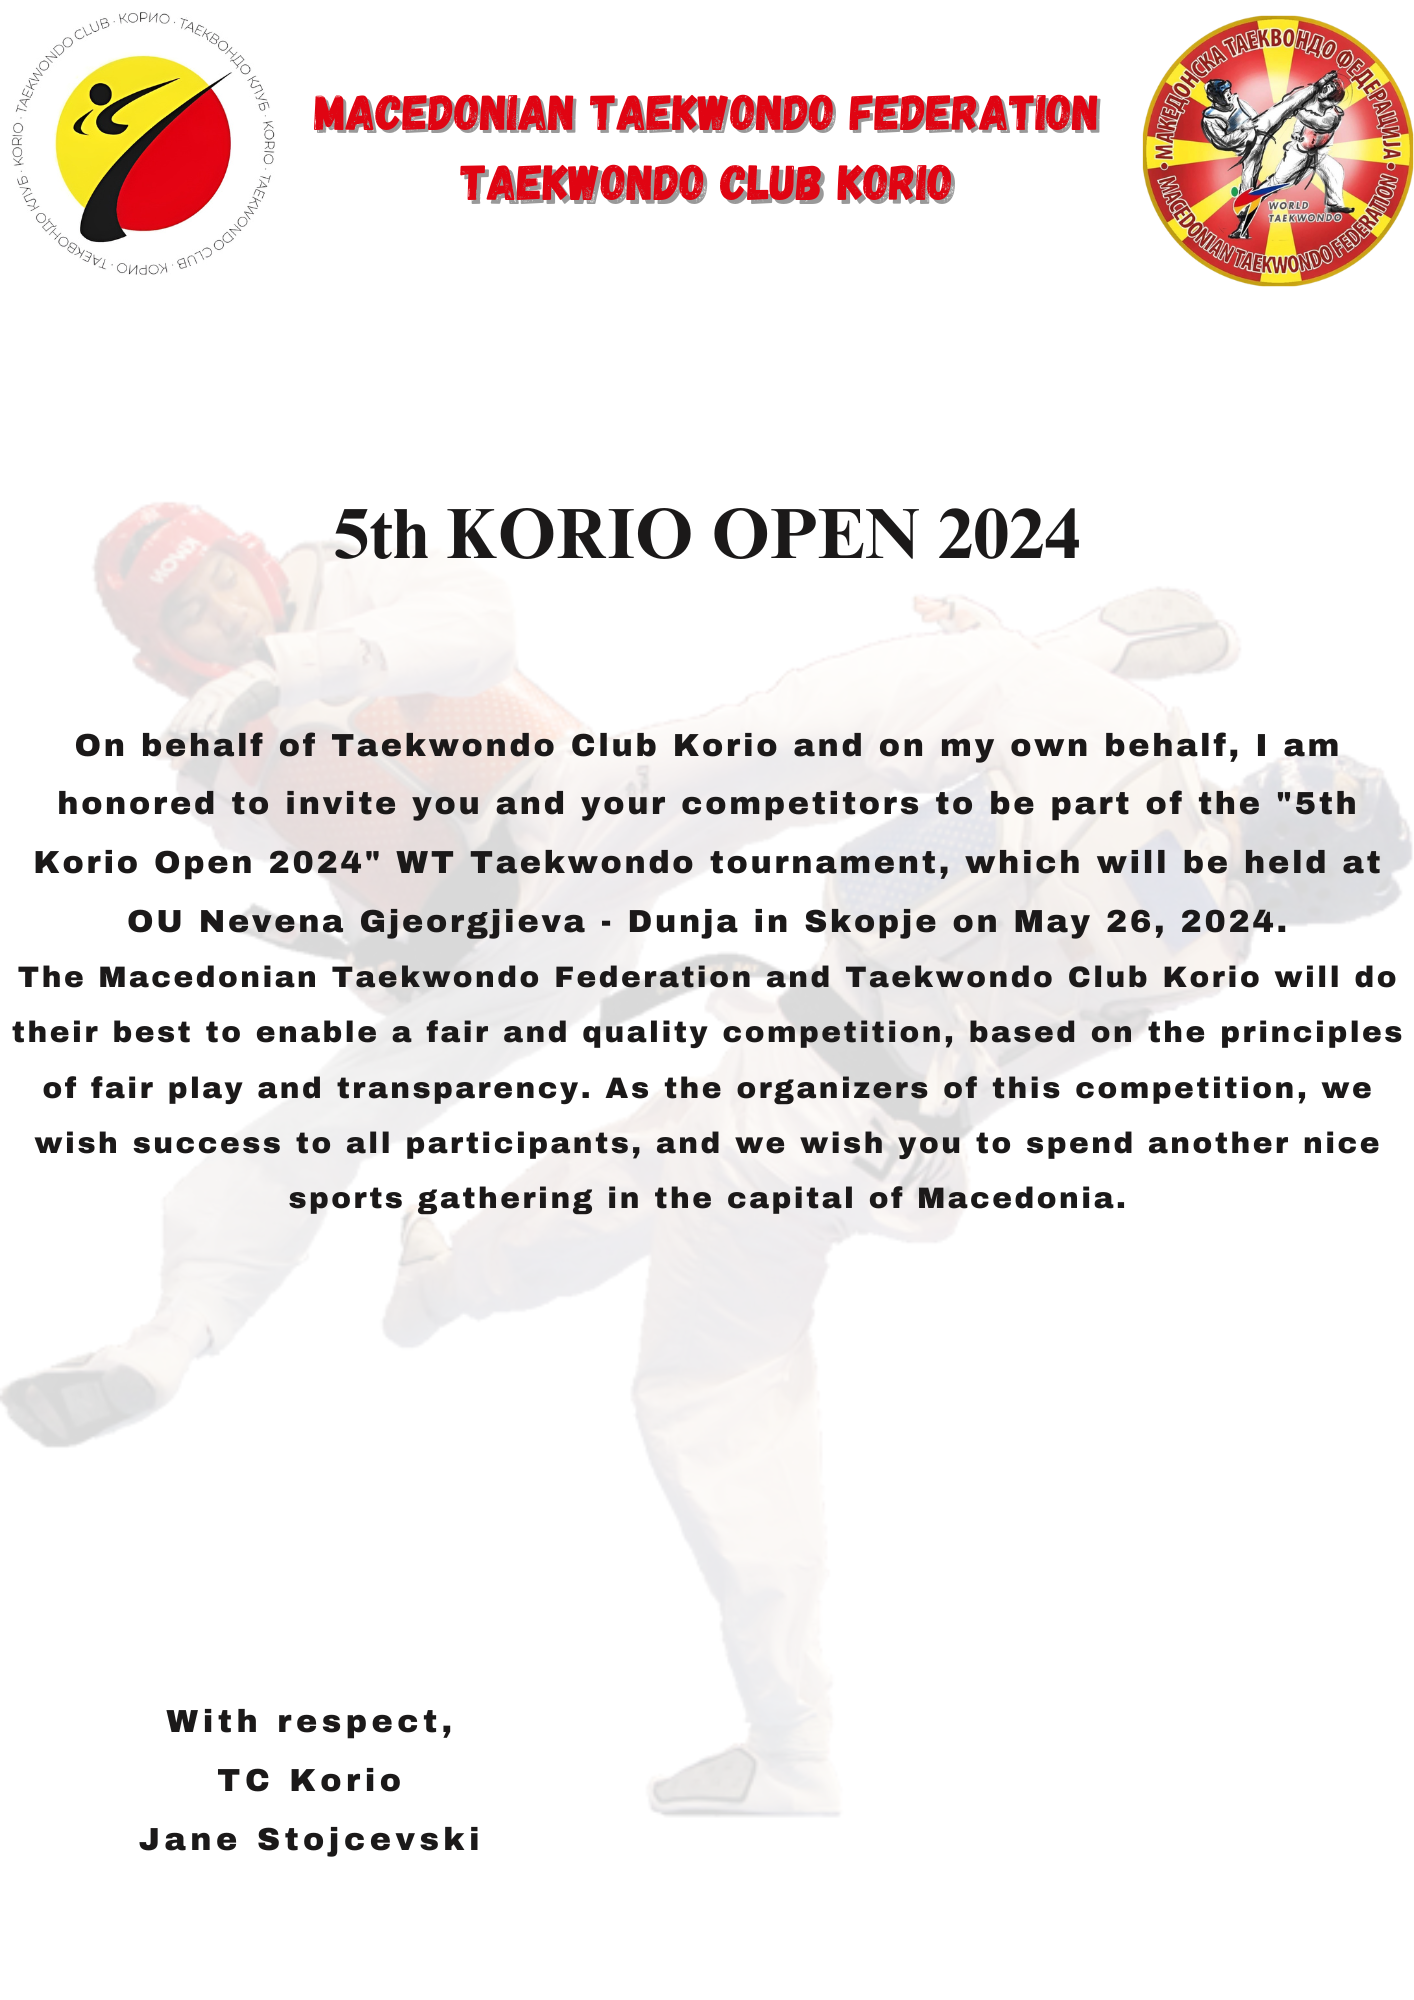 · KORIO · TAEKWONDO CLUB · КОРИО · ТАЕКВОНДО КЛУБ · KORIO · TAEKWONDO CLUB · КОРИО · ТАЕКВОНДО КЛУБ
MACEDONIAN TAEKWONDO FEDERATION
TAEKWONDO CLUB KORIO
• МАКЕДОНСКА ТАЕКВОНДО ФЕДЕРАЦИЈА •
WORLD
TAEKWONDO
MACEDONIAN TAEKWONDO FEDERATION
5th KORIO OPEN 2024
On behalf of Taekwondo Club Korio and on my own behalf, I am
honored to invite you and your competitors to be part of the "5th
Korio Open 2024" WT Taekwondo tournament, which will be held at
OU Nevena Gjeorgjieva - Dunja in Skopje on May 26, 2024.
The Macedonian Taekwondo Federation and Taekwondo Club Korio will do
their best to enable a fair and quality competition, based on the principles
of fair play and transparency. As the organizers of this competition, we
wish success to all participants, and we wish you to spend another nice
sports gathering in the capital of Macedonia.
With respect,
TC Korio
Jane Stojcevski